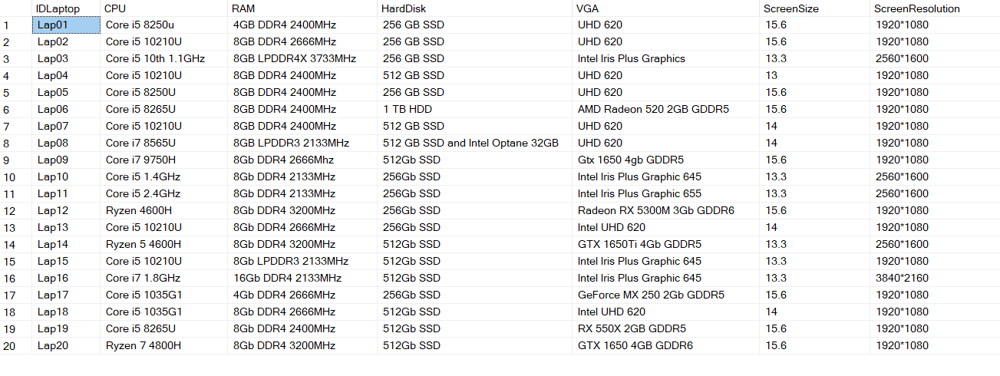 IDLaptop CPU RAM HardDisk VGA ScreenSize ScreenResolution
1 Lap01 Core i5 8250u 4GB DDR4 2400MHz 256 GB SSD UHD 620 15.6 1920*1080
2 Lap02 Core i5 10210U 8GB DDR4 2666MHz 256 GB SSD UHD 620 15.6 1920*1080
3 Lap03 Core i5 10th 1.1GHz 8GB LPDDR4X 3733MHz 256 GB SSD Intel Iris Plus Graphics 13.3 2560*1600
4 Lap04 Core i5 10210U 8GB DDR4 2400MHz 512 GB SSD UHD 620 13 1920*1080
5 Lap05 Core i5 8250U 8GB DDR4 2400MHz 256 GB SSD UHD 620 15.6 1920*1080
6 Lap06 Core i5 8265U 8GB DDR4 2400MHz 1 TB HDD AMD Radeon 520 2GB GDDR5 15.6 1920*1080
7 Lap07 Core i5 10210U 8GB DDR4 2400MHz 512 GB SSD UHD 620 14 1920*1080
8 Lap08 Core i7 8565U 8GB LPDDR3 2133MHz 512 GB SSD and Intel Optane 32GB UHD 620 14 1920*1080
9 Lap09 Core i7 9750H 8Gb DDR4 2666Mhz 512Gb SSD Gtx 1650 4gb GDDR5 15.6 1920*1080
10 Lap10 Core i5 1.4GHz 8Gb DDR4 2133MHz 256Gb SSD Intel Iris Plus Graphic 645 13.3 2560*1600
11 Lap11 Core i5 2.4GHz 8Gb DDR4 2133MHz 256Gb SSD Intel Iris Plus Graphic 655 13.3 2560*1600
12 Lap12 Ryzen 4600H 8Gb DDR4 3200MHz 256Gb SSD Radeon RX 5300M 3Gb GDDR6 15.6 1920*1080
13 Lap13 Core i5 10210U 8Gb DDR4 2666MHz 256Gb SSD Intel UHD 620 14 1920*1080
14 Lap14 Ryzen 5 4600H 8Gb DDR4 3200MHz 512Gb SSD GTX 1650Ti 4Gb GDDR5 13.3 2560*1600
15 Lap15 Core i5 10210U 8Gb LPDDR3 2133MHz 512Gb SSD Intel Iris Plus Graphic 645 13.3 1920*1080
16 Lap16 Core i7 1.8GHz 16Gb DDR4 2133MHz 512Gb SSD Intel Iris Plus Graphic 645 13.3 3840*2160
17 Lap17 Core i5 1035G1 4Gb DDR4 2666MHz 256Gb SSD GeForce MX 250 2Gb GDDR5 15.6 1920*1080
18 Lap18 Core i5 1035G1 8Gb DDR4 2666MHz 512Gb SSD Intel UHD 620 14 1920*1080
19 Lap19 Core i5 8265U 8Gb DDR4 2400MHz 512Gb SSD RX 550X 2GB GDDR5 15.6 1920*1080
20 Lap20 Ryzen 7 4800H 8Gb DDR4 3200MHz 512Gb SSD GTX 1650 4GB GDDR6 15.6 1920*1080